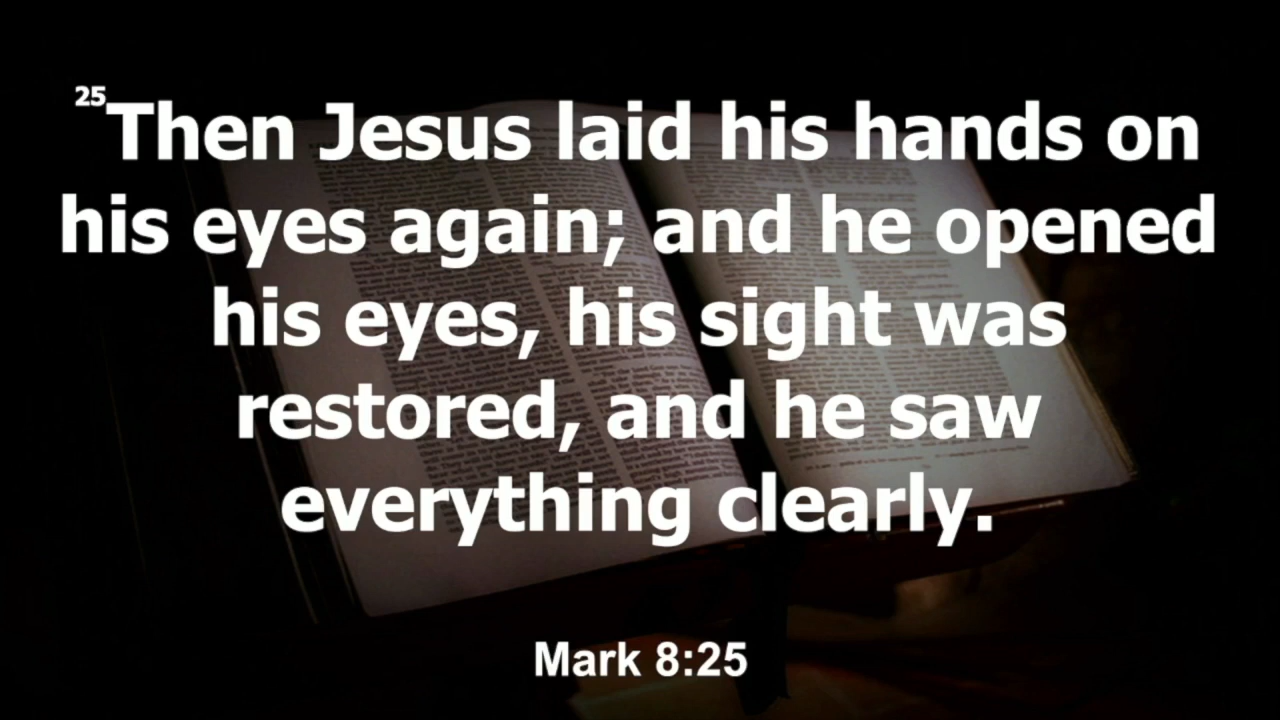 25Then Jesus laid his hands on
his eyes again; and he opened
his eyes, his sight was
restored, and he saw
everything clearly.
Mark 8:25